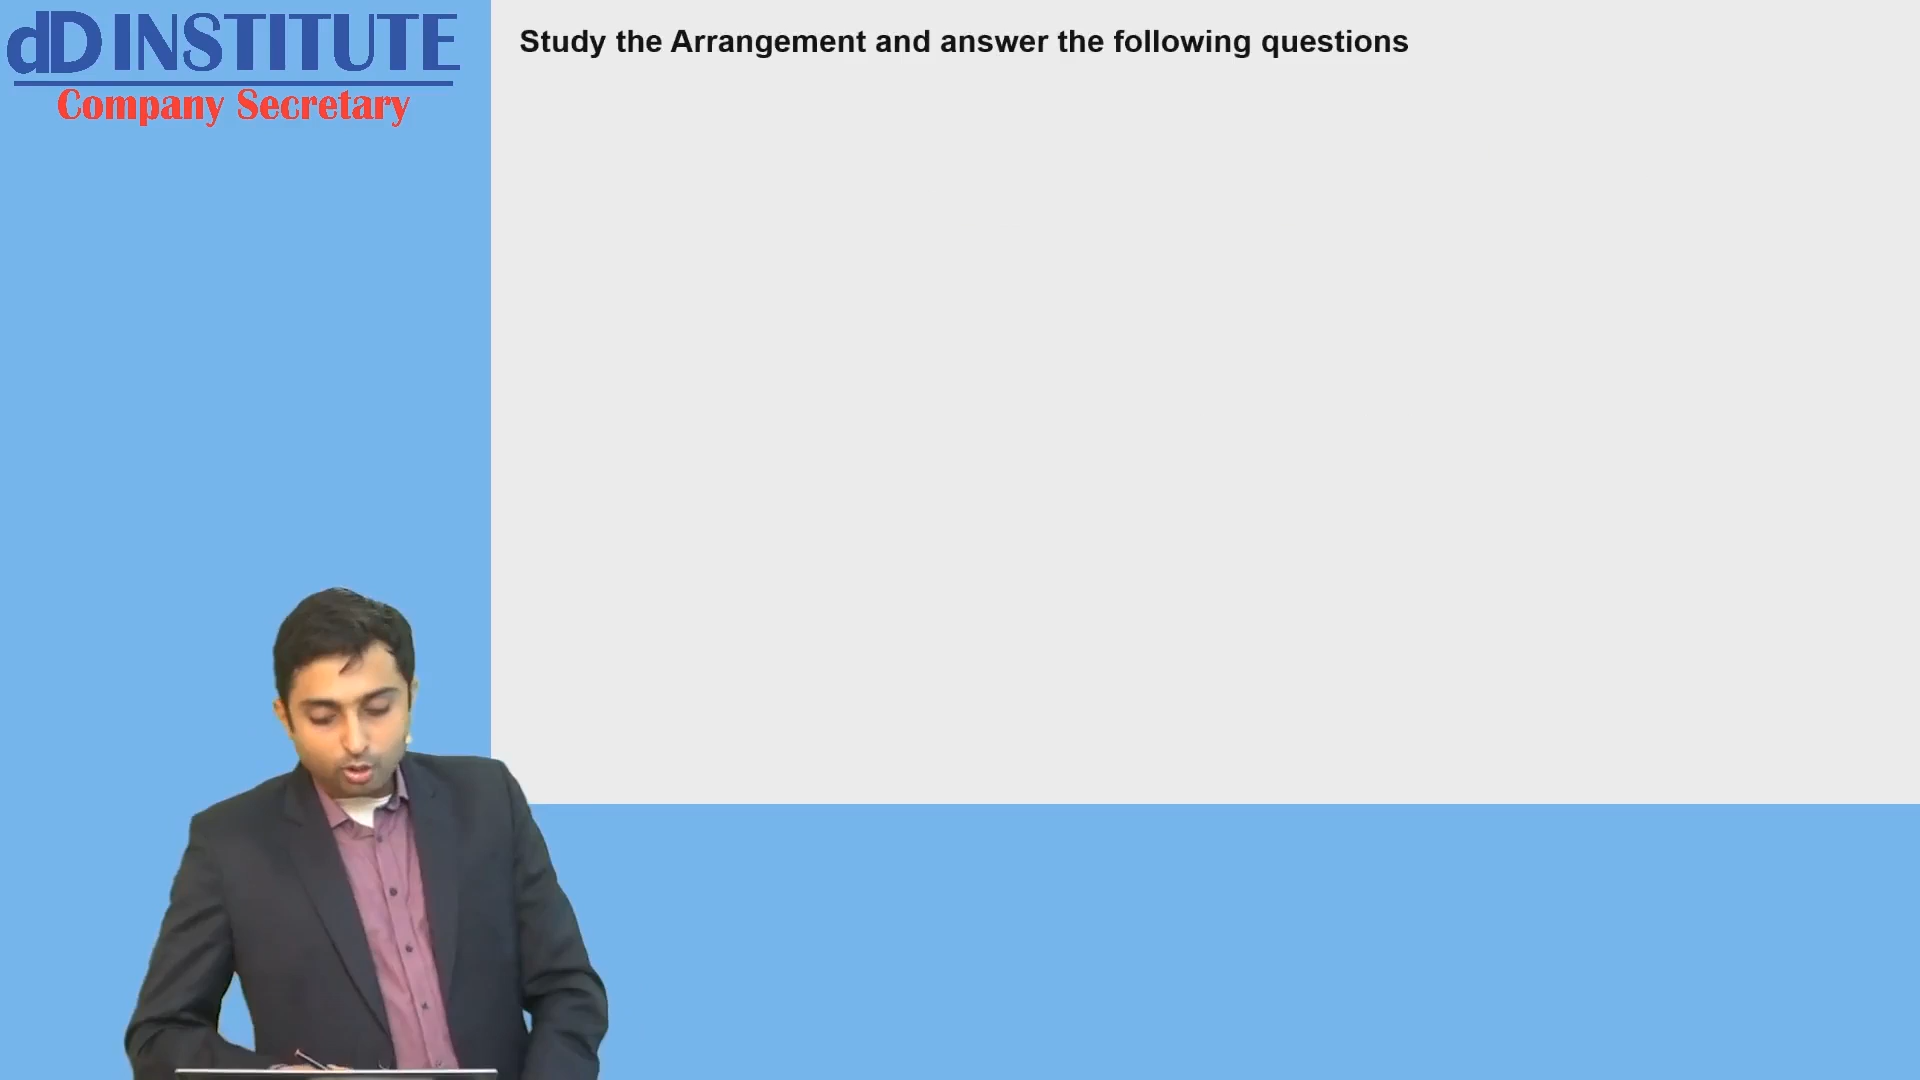 dD INSTITUTE
Company Secretary
Study the Arrangement and answer the following questions